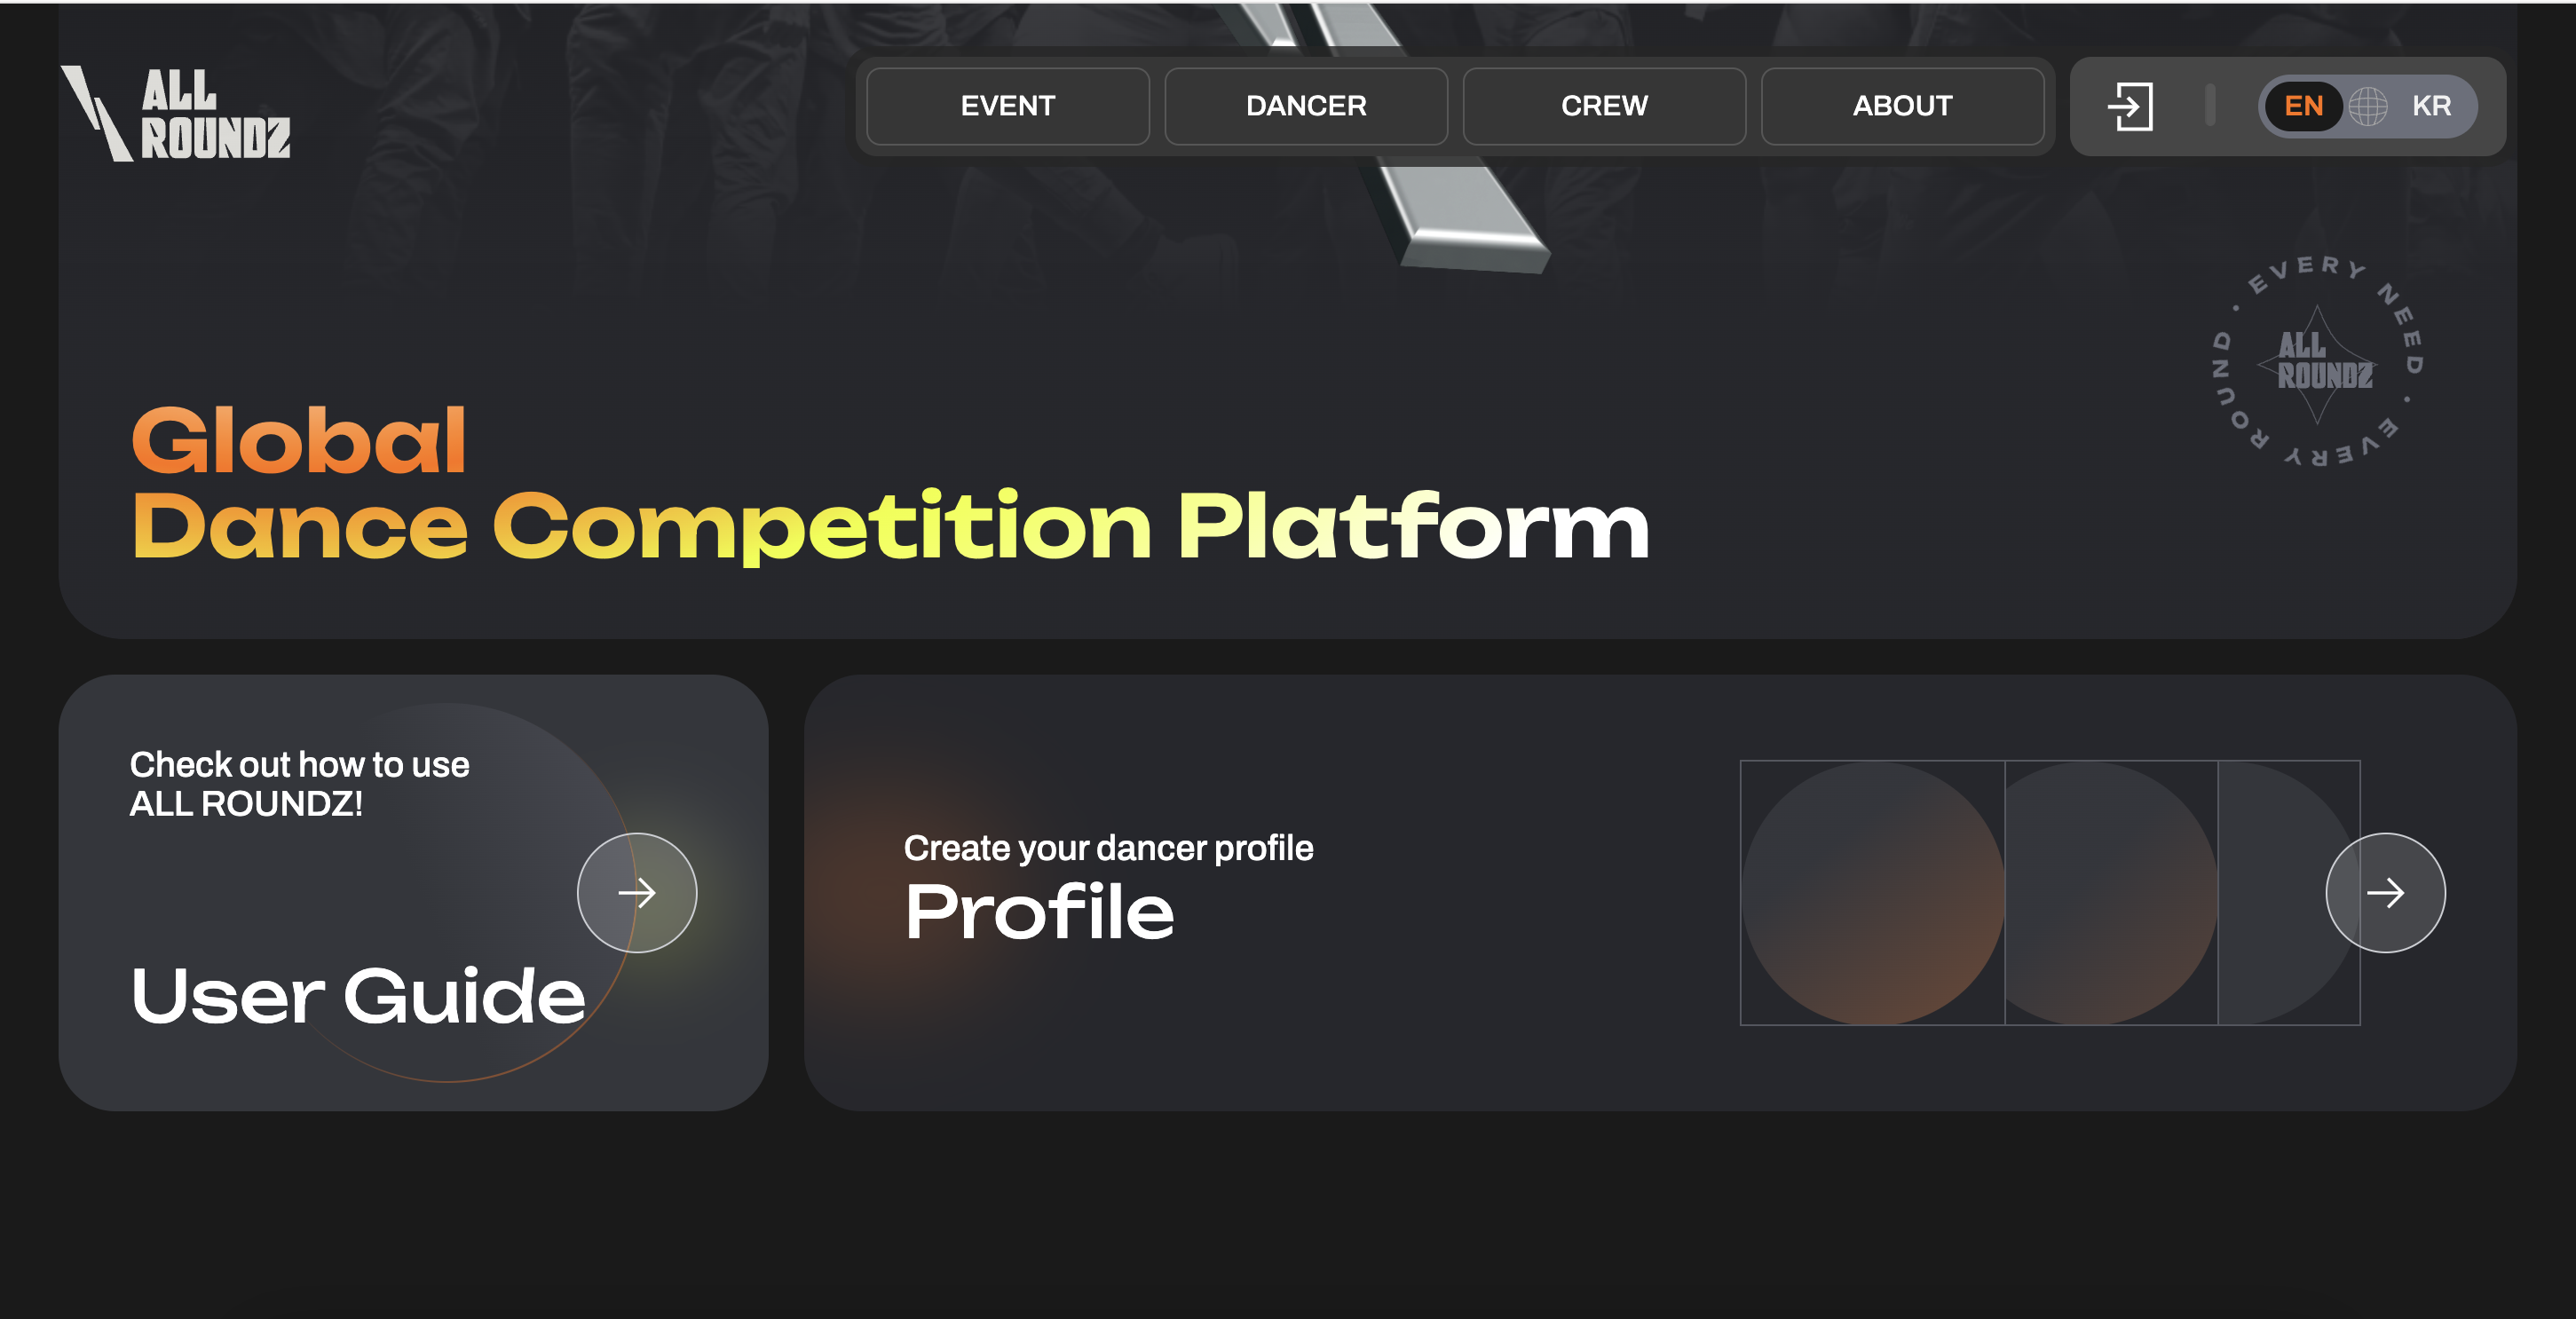 ALL
ROUNDZ
EVENT
DANCER
CREW
ABOUT
EN
KR
EVERY NEED • EVERY ROUND •
ALL
ROUNDZ
Global
Dance Competition Platform
Check out how to use
ALL ROUNDZ!
User Guide
Create your dancer profile
Profile